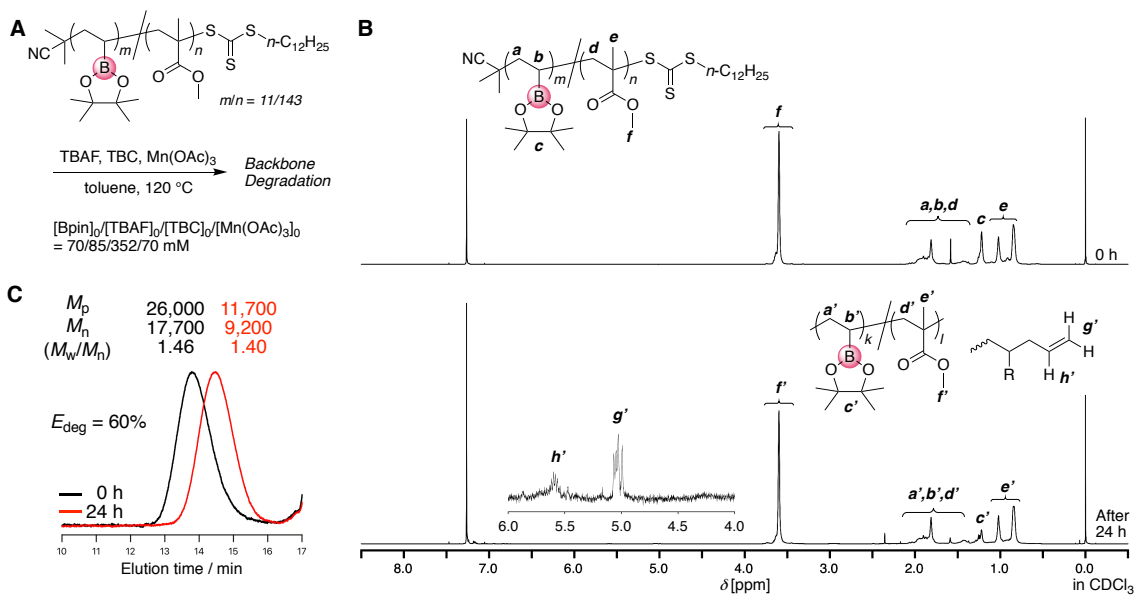 A
NC
m
n
S
S
S
n-C12H25
B
O
O
O
O
m/n = 11/143
TBAF, TBC, Mn(OAc)3
toluene, 120 °C
Backbone
Degradation
[Bpin]0/[TBAF]0/[TBC]0/[Mn(OAc)3]0
= 70/85/352/70 mM
B
NC
a
b
m
d
e
n
S
S
S
n-C12H25
B
O
O
O
O
c
f
f
a,b,d
c
e
0 h
C
Mp
26,000
11,700
Mn
17,700
9,200
(Mw/Mn)
1.46
1.40
Edeg = 60%
0 h
24 h
10 11 12 13 14 15 16 17
Elution time / min
a'
b'
k
d'
e'
l
B
O
O
O
O
c'
f'
H
g'
H
R
H
h'
f'
g'
h'
6.0 5.5 5.0 4.5 4.0
a',b',d'
c'
e'
After
24 h
8.0 7.0 6.0 5.0 4.0 3.0 2.0 1.0 0.0
δ [ppm]
in CDCl3